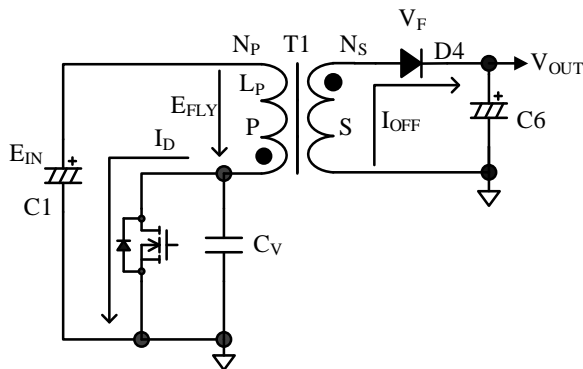 V_F
N_P T1 N_S D4
V_OUT
L_P
E_FLY
P S I_OFF C6
E_IN I_D
C1
C_V